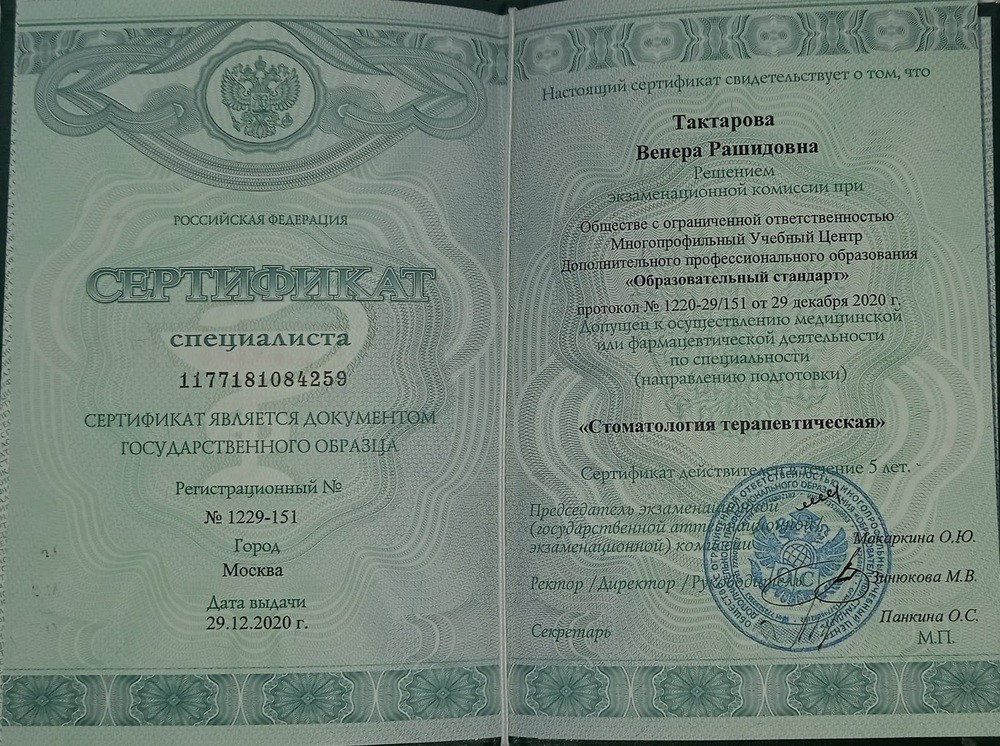 РОССИЙСКАЯ ФЕДЕРАЦИЯ
СЕРТИФИКАТ
специалиста
1177181084259
СЕРТИФИКАТ ЯВЛЯЕТСЯ ДОКУМЕНТОМ
ГОСУДАРСТВЕННОГО ОБРАЗЦА
Регистрационный №
№ 1229-151
Город
Москва
Дата выдачи
29.12.2020 г.
Настоящий сертификат свидетельствует о том, что
Тактарова
Венера Рашидовна
Решением
экзаменационной комиссии при
Обществе с ограниченной ответственностью
Многопрофильный Учебный Центр
Дополнительного профессионального образования
«Образовательный стандарт»
протокол № 1220-29/151 от 29 декабря 2020 г.
Допущен к осуществлению медицинской
или фармацевтической деятельности
по специальности
(направлению подготовки)
«Стоматология терапевтическая»
Сертификат действителен в течение 5 лет.
Председатель экзаменационной
(государственной аттестационной,
экзаменационной) комиссии
Макаркина О.Ю.
Ректор /Директор /Руководитель
Зинюкова М.В.
Секретарь
Панкина О.С.
М.П.